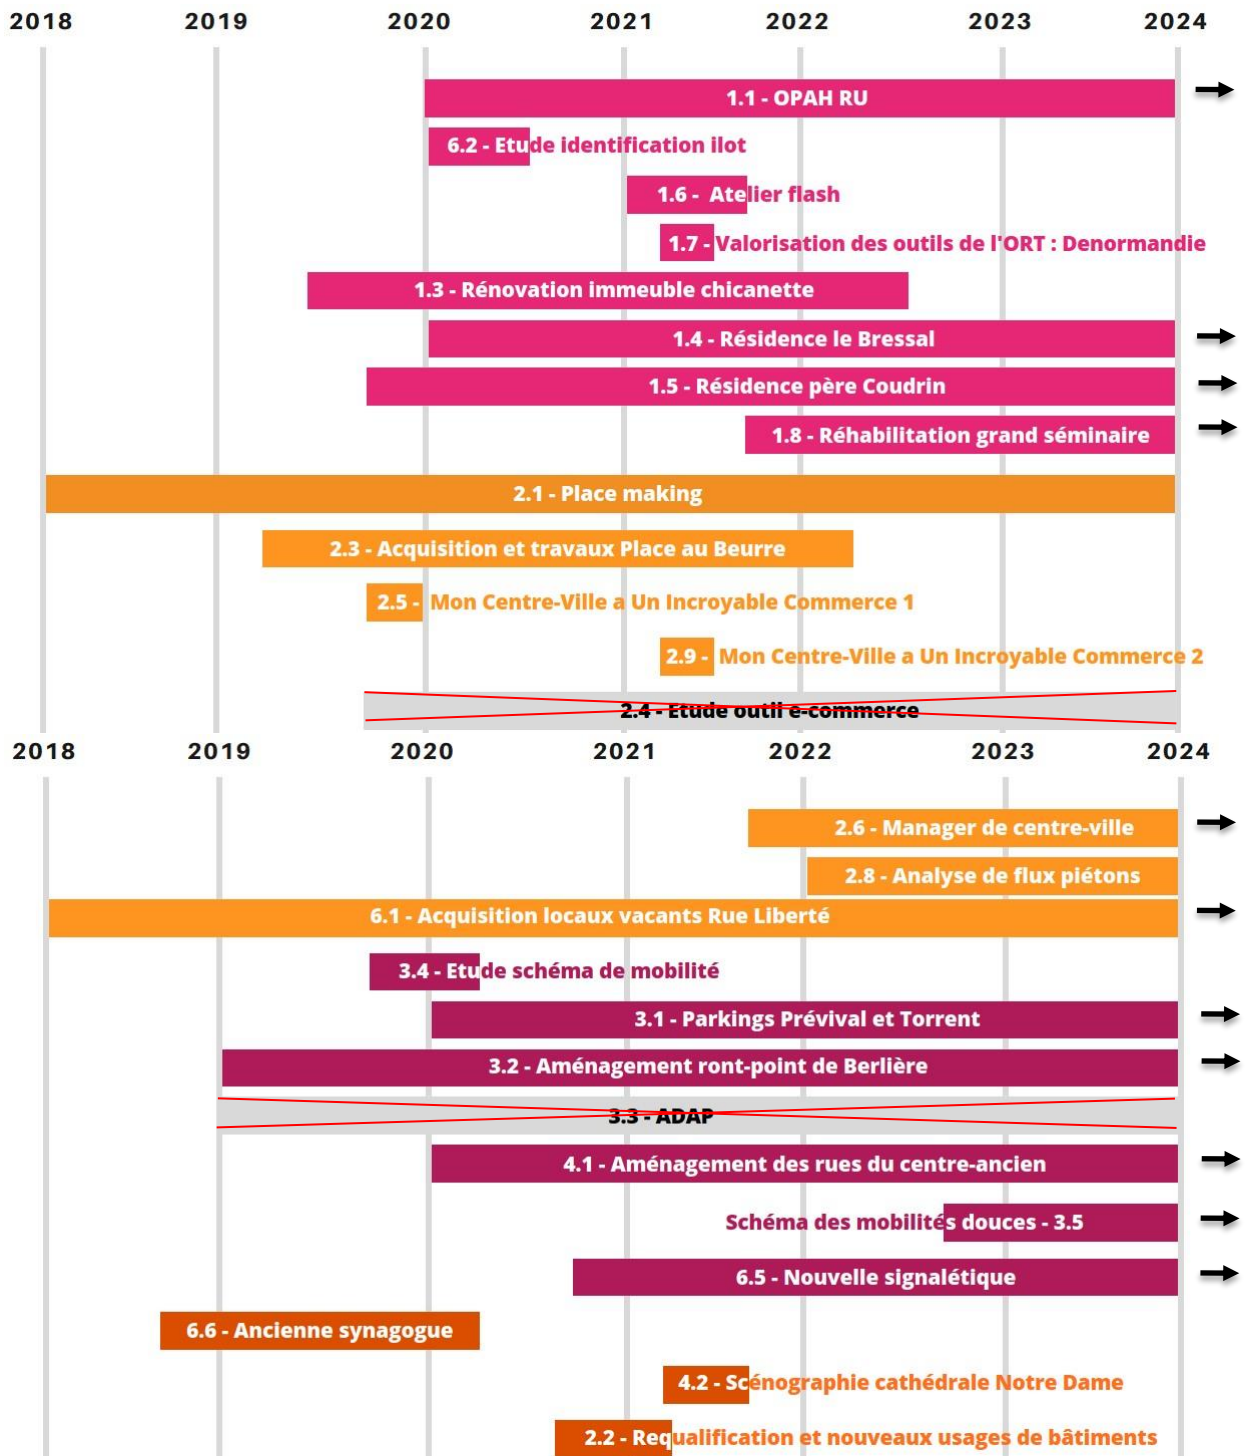 2018 2019 2020 2021 2022 2023 2024
1.1 - OPAH RU
6.2 - Etude identification ilot
1.6 - Atelier flash
1.7 - Valorisation des outils de l'ORT : Denormandie
1.3 - Rénovation immeuble chicanette
1.4 - Résidence le Bressal
1.5 - Résidence père Coudrin
1.8 - Réhabilitation grand séminaire
2.1 - Place making
2.3 - Acquisition et travaux Place au Beurre
2.5 - Mon Centre-Ville a Un Incroyable Commerce 1
2.9 - Mon Centre-Ville a Un Incroyable Commerce 2
2.4 - Etude outil e-commerce
2018 2019 2020 2021 2022 2023 2024
2.6 - Manager de centre-ville
2.8 - Analyse de flux piétons
6.1 - Acquisition locaux vacants Rue Liberté
3.4 - Etude schéma de mobilité
3.1 - Parkings Prévival et Torrent
3.2 - Aménagement ront-point de Berlière
3.3 - ADAP
4.1 - Aménagement des rues du centre-ancien
Schéma des mobilités douces - 3.5
6.5 - Nouvelle signalétique
6.6 - Ancienne synagogue
4.2 - Scénographie cathédrale Notre Dame
2.2 - Requalification et nouveaux usages de bâtiments